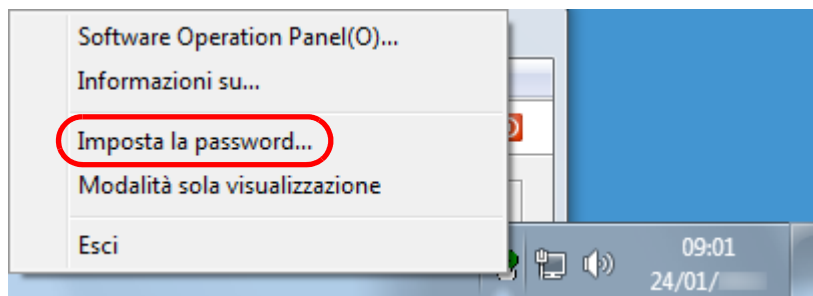 Software Operation Panel(O)...
Informazioni su...
Imposta la password...
Modalità sola visualizzazione
Esci
09:01
24/01/